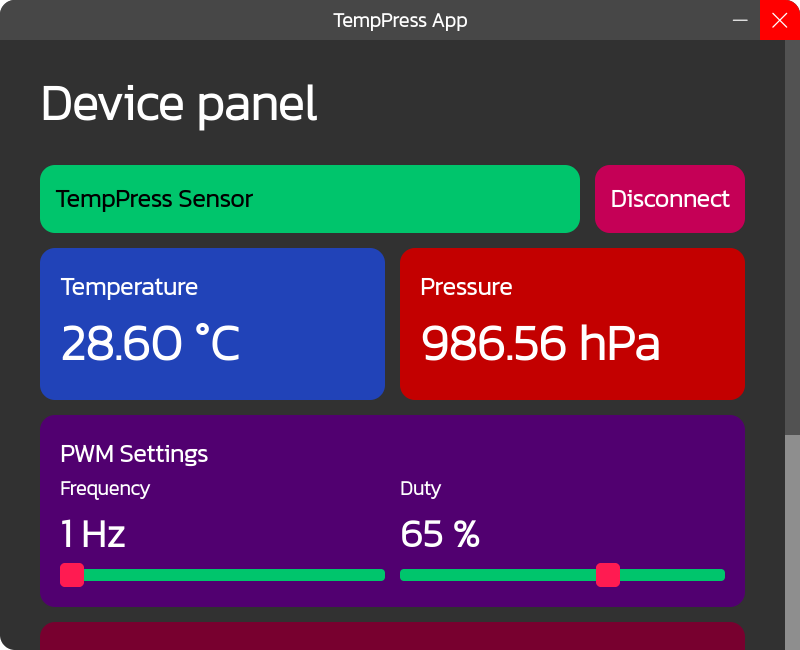 TempPress App
Device panel
TempPress Sensor
Disconnect
Temperature
28.60 °C
Pressure
986.56 hPa
PWM Settings
Frequency
1 Hz
Duty
65 %